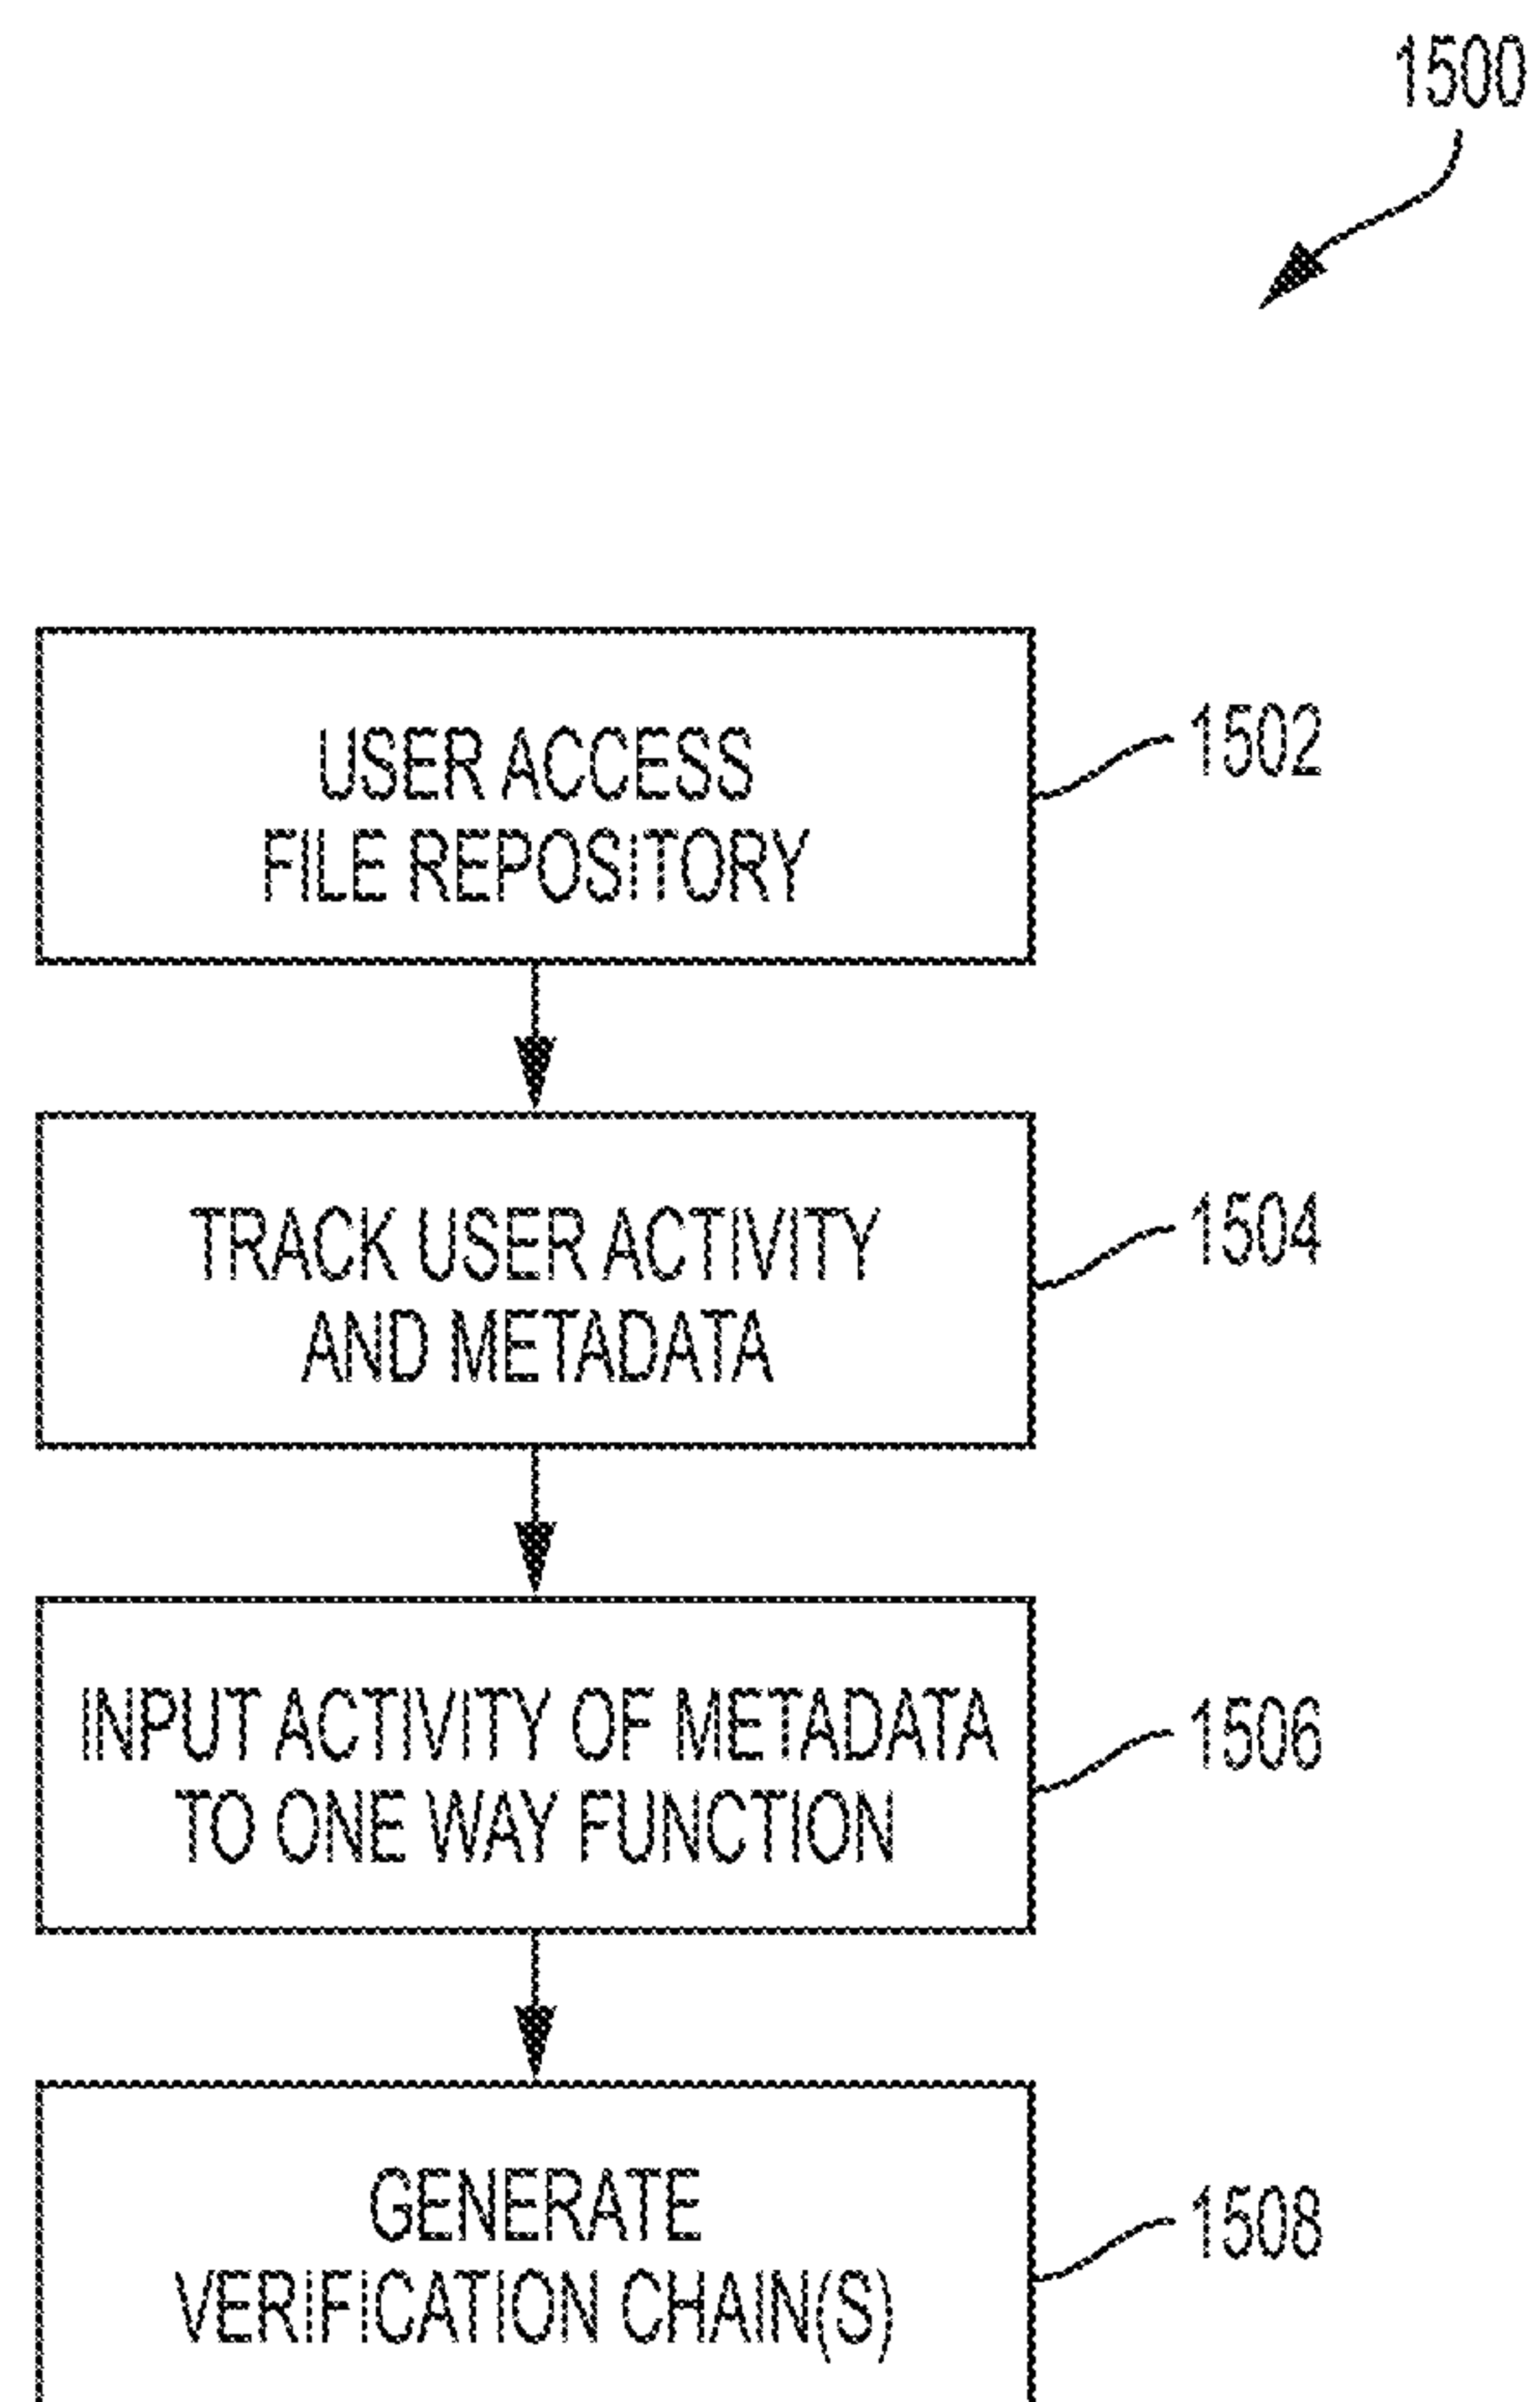 1500
USER ACCESS
FILE REPOSITORY
1502
TRACK USER ACTIVITY
AND METADATA
1504
INPUT ACTIVITY OF METADATA
TO ONE WAY FUNCTION
1506
GENERATE
VERIFICATION CHAIN(S)
1508